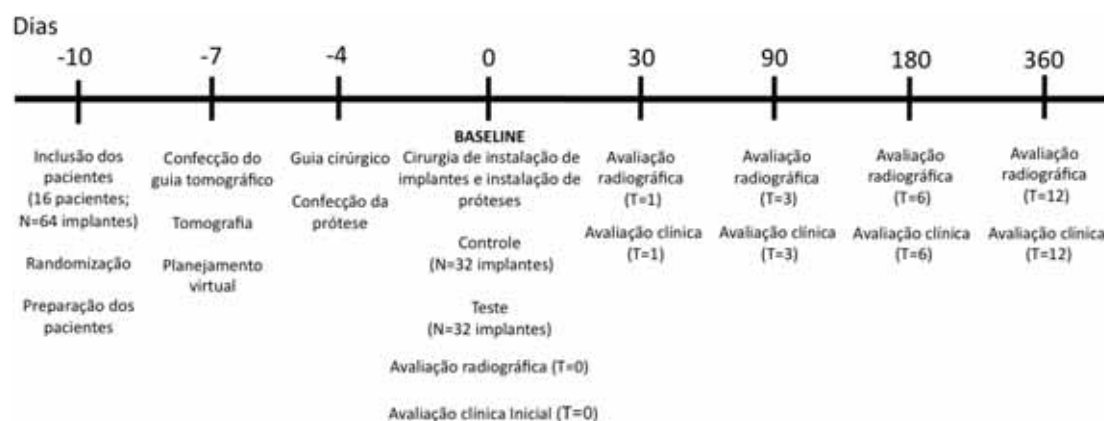 Dias
-10
-7
-4
0
30
90
180
360
Inclusão dos
pacientes
(16 pacientes;
N=64 implantes)
Randomização
Preparação dos
pacientes
Confecção do
guia tomográfico
Tomografia
Planejamento
virtual
Guia cirúrgico
Confecção da
prótese
BASELINE
Cirurgia de instalação de
implantes e instalação de
próteses
Controle
(N=32 implantes)
Teste
(N=32 implantes)
Avaliação radiográfica (T=0)
Avaliação clínica Inicial (T=0)
Avaliação
radiográfica
(T=1)
Avaliação clínica
(T=1)
Avaliação
radiográfica
(T=3)
Avaliação clínica
(T=3)
Avaliação
radiográfica
(T=6)
Avaliação clínica
(T=6)
Avaliação
radiográfica
(T=12)
Avaliação clínica
(T=12)